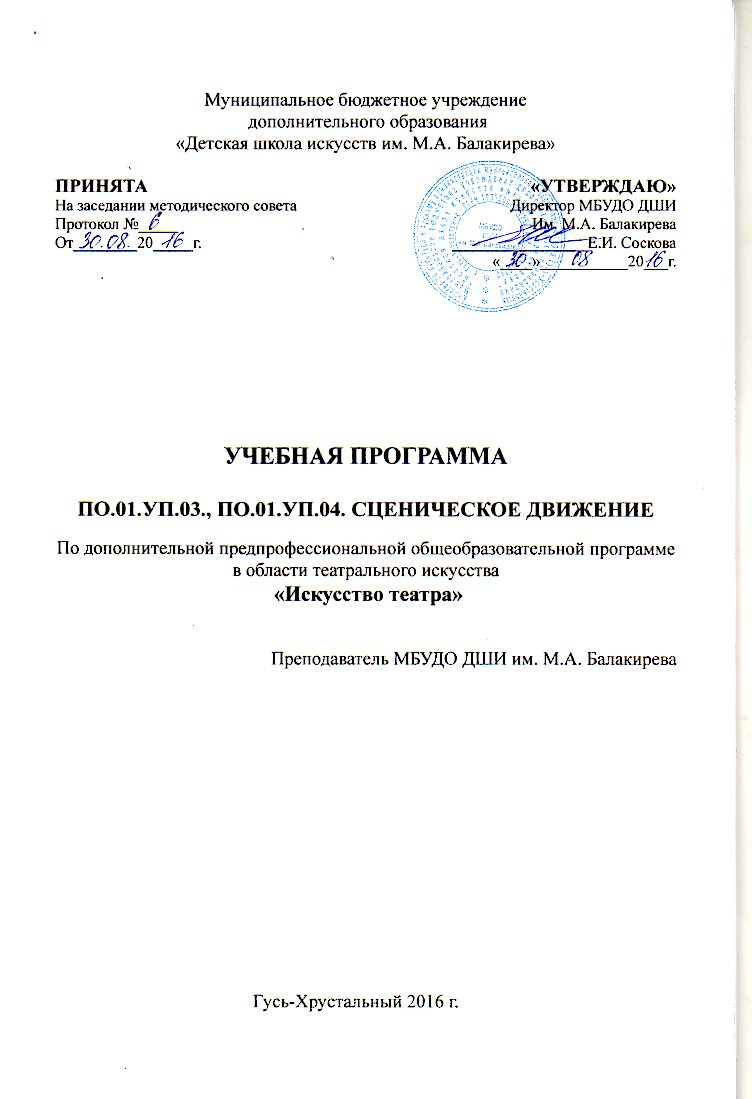 Муниципальное бюджетное учреждение
дополнительного образования
«Детская школа искусств им. М.А. Балакирева»
ПРИНЯТА
На заседании методического совета
Протокол № 6
От 30.08. 20 16 г.
«УТВЕРЖДАЮ»
Директор МБУДО ДШИ
Им. М.А. Балакирева
Е.И. Соскова
« 30 » 08 2016 г.
УЧЕБНАЯ ПРОГРАММА
ПО.01.УП.03., ПО.01.УП.04. СЦЕНИЧЕСКОЕ ДВИЖЕНИЕ
По дополнительной предпрофессиональной общеобразовательной программе
в области театрального искусства
«Искусство театра»
Преподаватель МБУДО ДШИ им. М.А. Балакирева
Гусь-Хрустальный 2016 г.